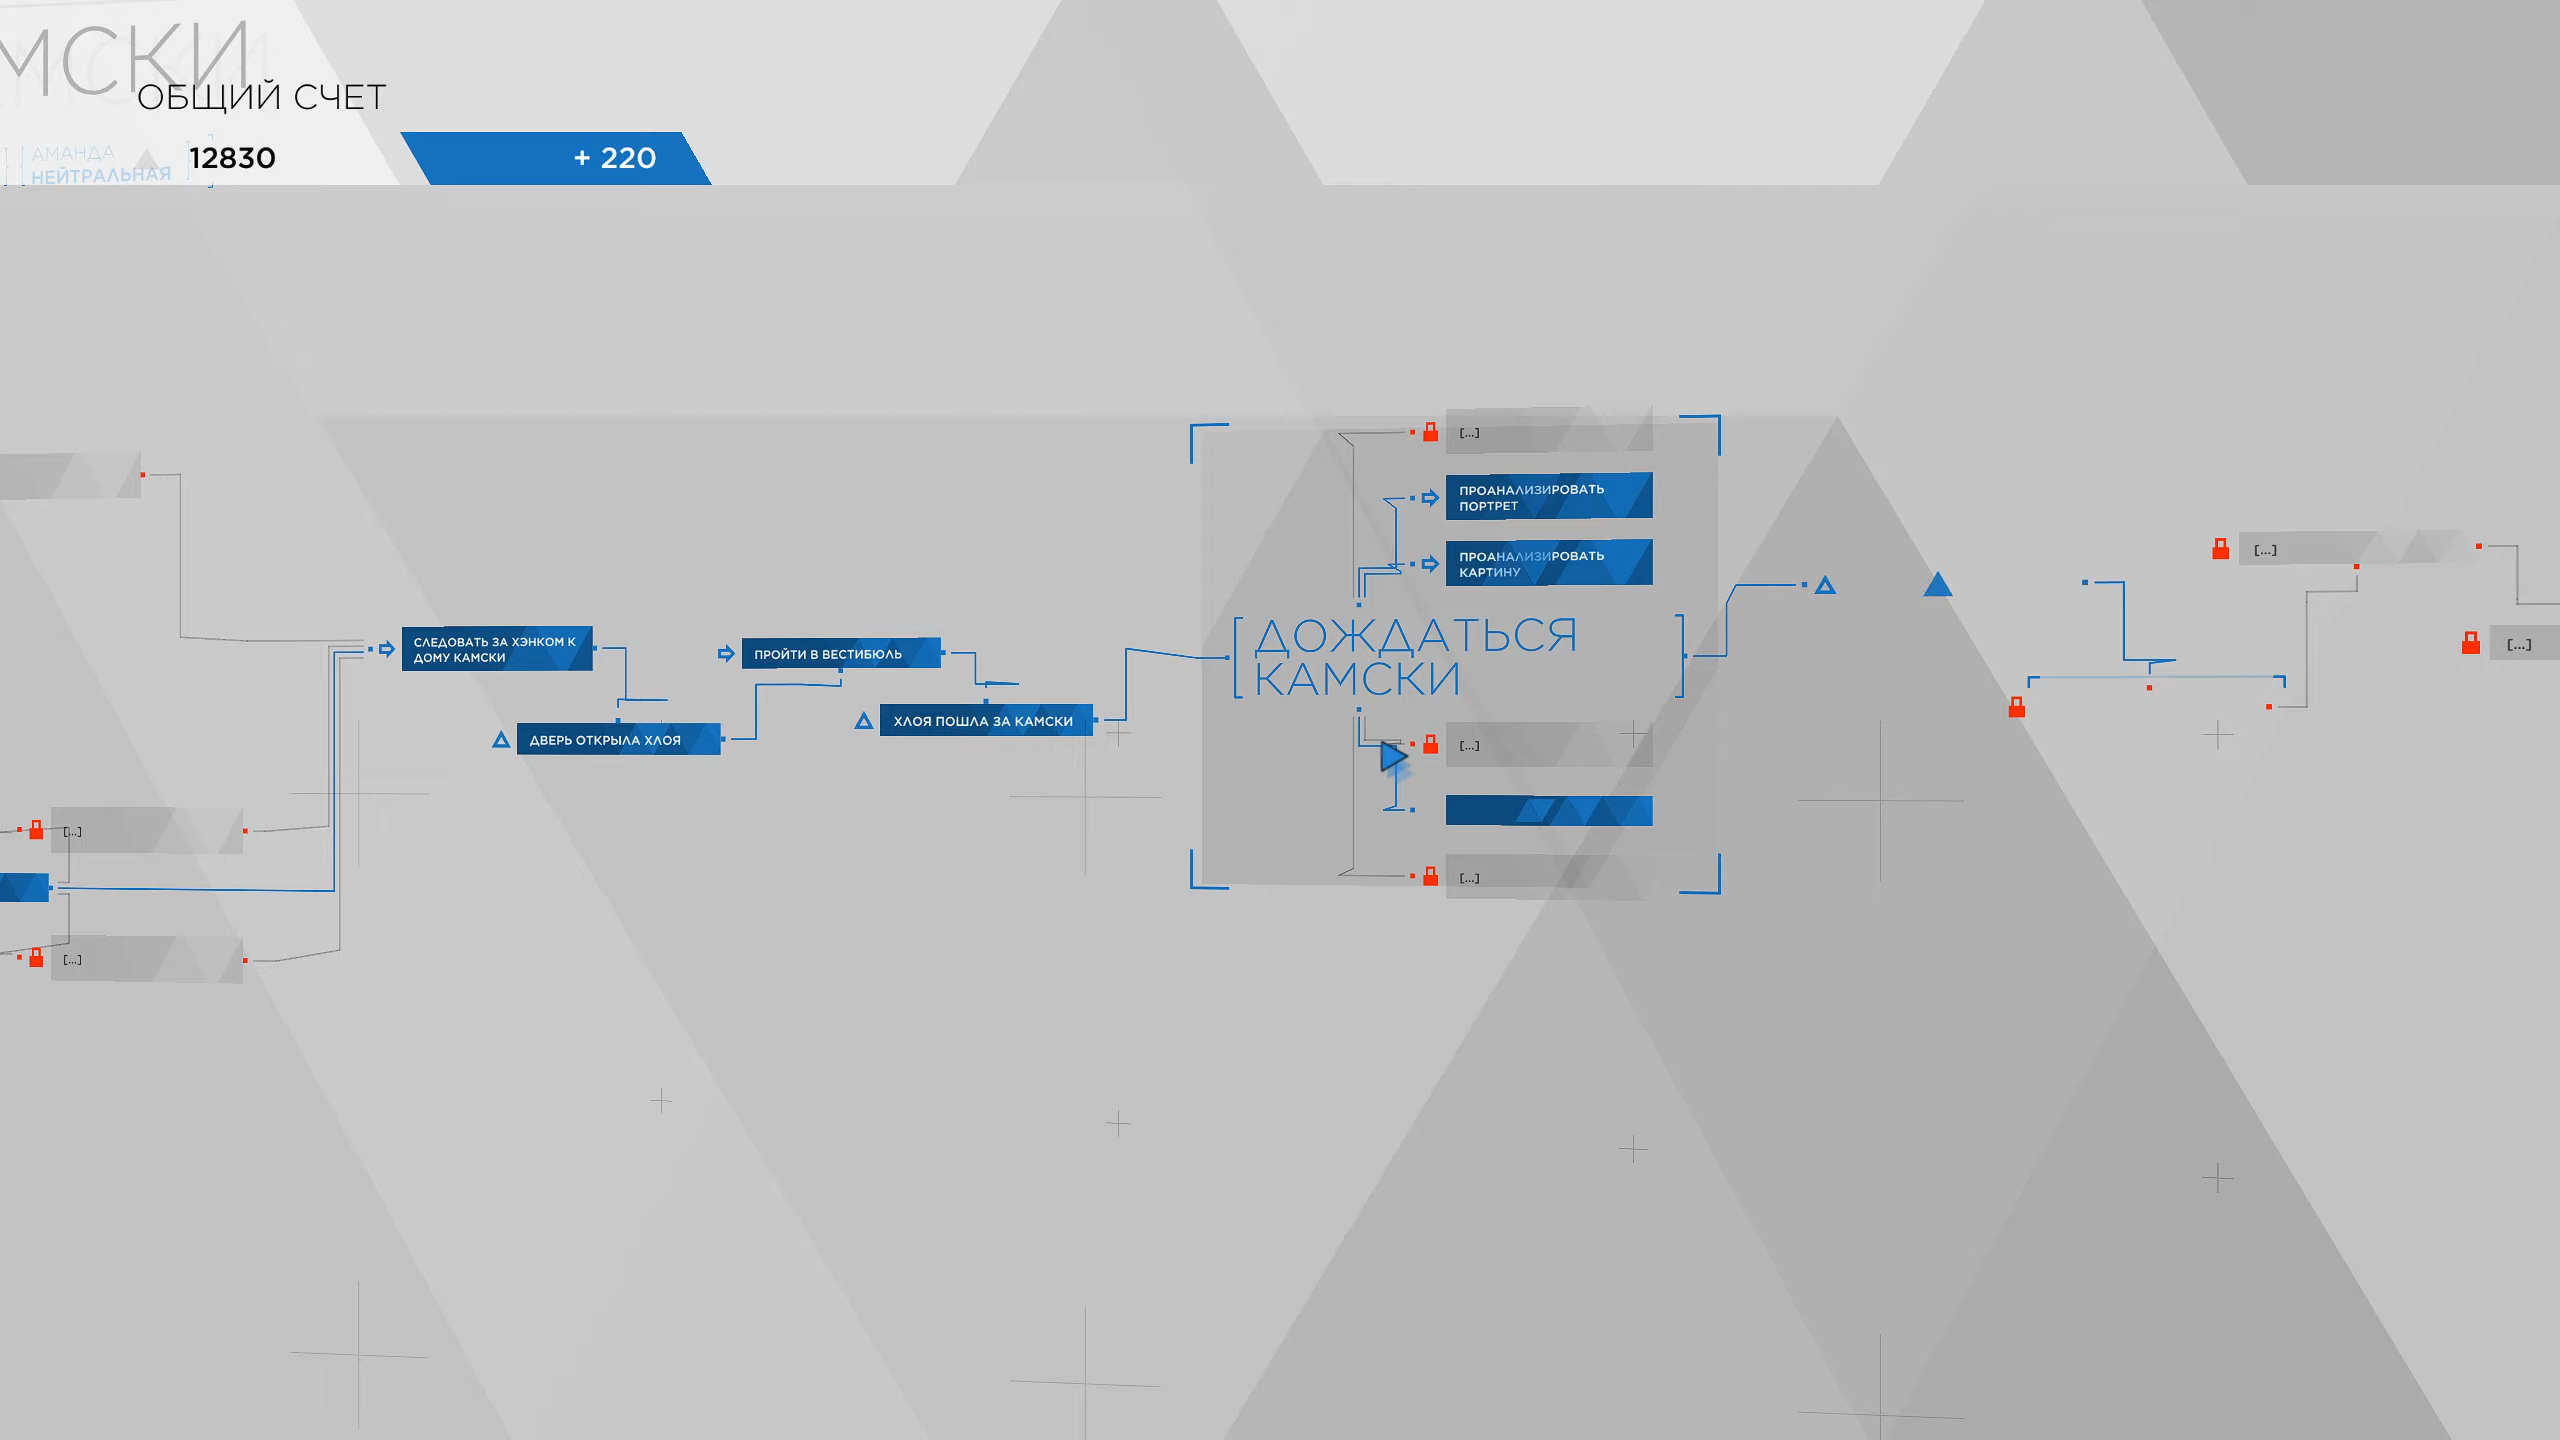 МСКИ
ОБЩИЙ СЧЕТ
12830
+ 220
АМАНДА
НЕЙТРАЛЬНАЯ
[...]
ПРОАНАЛИЗИРОВАТЬ
ПОРТРЕТ
ПРОАНАЛИЗИРОВАТЬ
КАРТИНУ
[...]
СЛЕДОВАТЬ ЗА ХЭНКОМ К
ДОМУ КАМСКИ
ПРОЙТИ В ВЕСТИБЮЛЬ
ДОЖДАТЬСЯ
КАМСКИ
[...]
ДВЕРЬ ОТКРЫЛА ХЛОЯ
ХЛОЯ ПОШЛА ЗА КАМСКИ
[...]
[...]
[...]
[...]